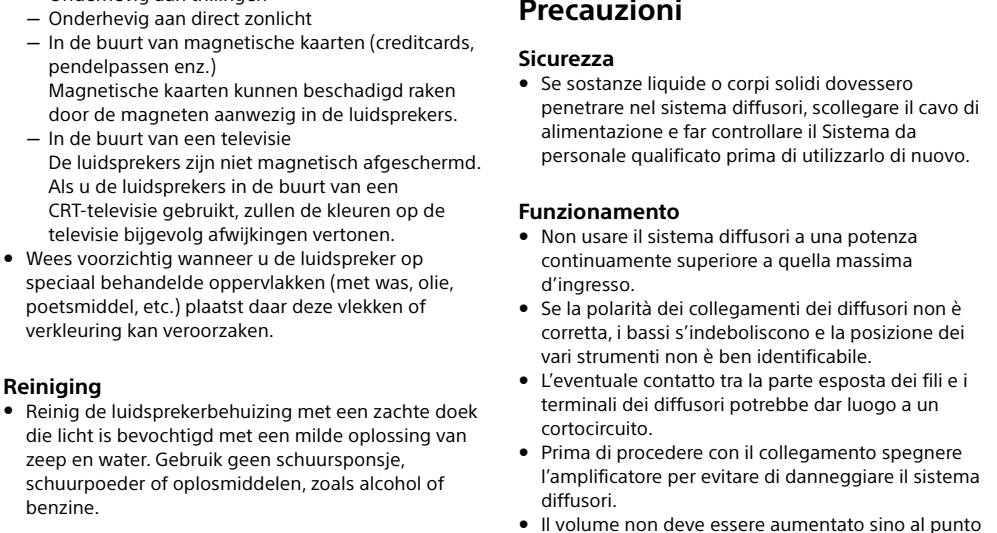 Onderhevig aan trillingen
– Onderhevig aan direct zonlicht
– In de buurt van magnetische kaarten (creditcards,
pendelpassen enz.)
Magnetische kaarten kunnen beschadigd raken
door de magneten aanwezig in de luidsprekers.
– In de buurt van een televisie
De luidsprekers zijn niet magnetisch afgeschermd.
Als u de luidsprekers in de buurt van een
CRT-televisie gebruikt, zullen de kleuren op de
televisie bijgevolg afwijkingen vertonen.
• Wees voorzichtig wanneer u de luidspreker op
speciaal behandelde oppervlakken (met was, olie,
poetsmiddel, etc.) plaatst daar deze vlekken of
verkleuring kan veroorzaken.
Reiniging
• Reinig de luidsprekerbehuizing met een zachte doek
die licht is bevochtigd met een milde oplossing van
zeep en water. Gebruik geen schuursponsje,
schuurpoeder of oplosmiddelen, zoals alcohol of
benzine.
Precauzioni
Sicurezza
• Se sostanze liquide o corpi solidi dovessero
penetrare nel sistema diffusori, scollegare il cavo di
alimentazione e far controllare il Sistema da
personale qualificato prima di utilizzarlo di nuovo.
Funzionamento
• Non usare il sistema diffusori a una potenza
continuamente superiore a quella massima
d'ingresso.
• Se la polarità dei collegamenti dei diffusori non è
corretta, i bassi s'indeboliscono e la posizione dei
vari strumenti non è ben identificabile.
• L'eventuale contatto tra la parte esposta dei fili e i
terminali dei diffusori potrebbe dar luogo a un
cortocircuito.
• Prima di procedere con il collegamento spegnere
l'amplificatore per evitare di danneggiare il sistema
diffusori.
• Il volume non deve essere aumentato sino al punto